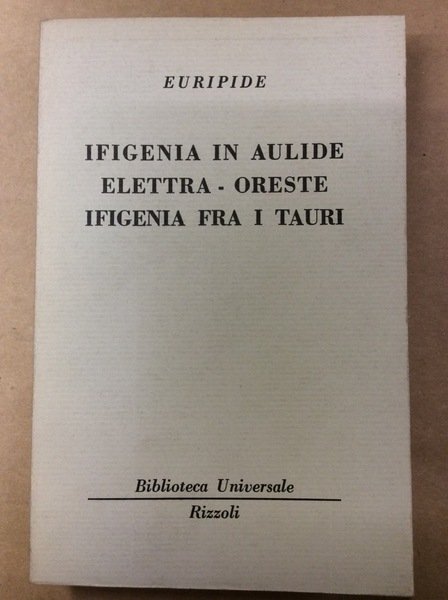 EURIPIDE
IFIGENIA IN AULIDE
ELETTRA - ORESTE
IFIGENIA FRA I TAURI
Biblioteca Universale
Rizzoli